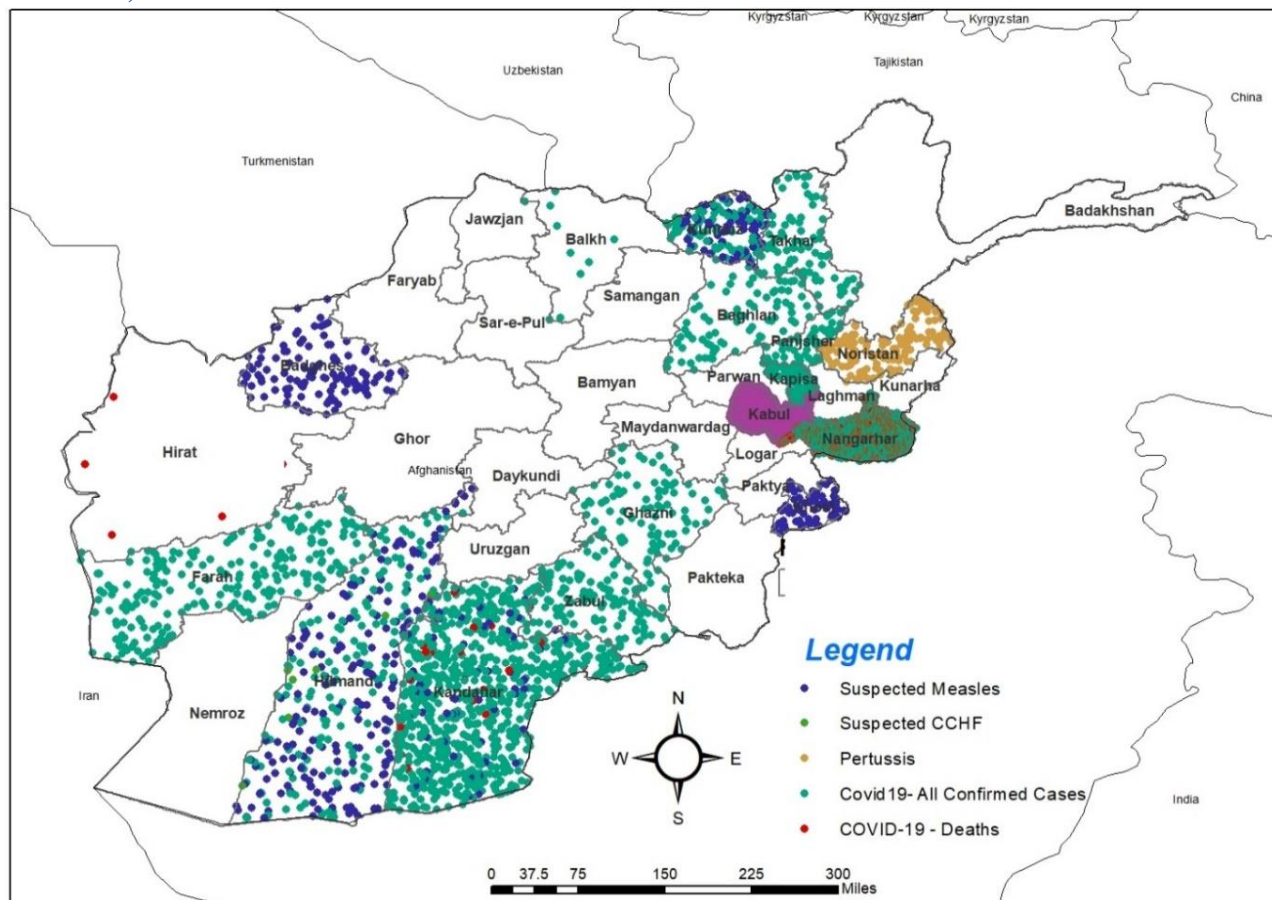 Kyrgyzstan
Kyrgyzstan
Kyrgyzstan
Uzbekistan
Tajikistan
China
Turkmenistan
Jawzjan
Balkh
Kunduz
Takhar
Badakhshan
Faryab
Samangan
Sar-e-Pul
Baghlan
Panjsher
Noristan
Badghes
Bamyan
Parwan
Kapisa
Kunarha
Laghman
Kabul
Hirat
Ghor
Maydanwardag
Nangarhar
Afghanistan
Daykundi
Logar
Paktya
Ghazni
Uruzgan
Pakteka
Farah
Zabul
Iran
Nemroz
Hilmand
Kandahar
India
Legend
Suspected Measles
Suspected CCHF
Pertussis
Covid19- All Confirmed Cases
COVID-19 - Deaths
N
W
E
S
0 37.5 75 150 225 300
Miles